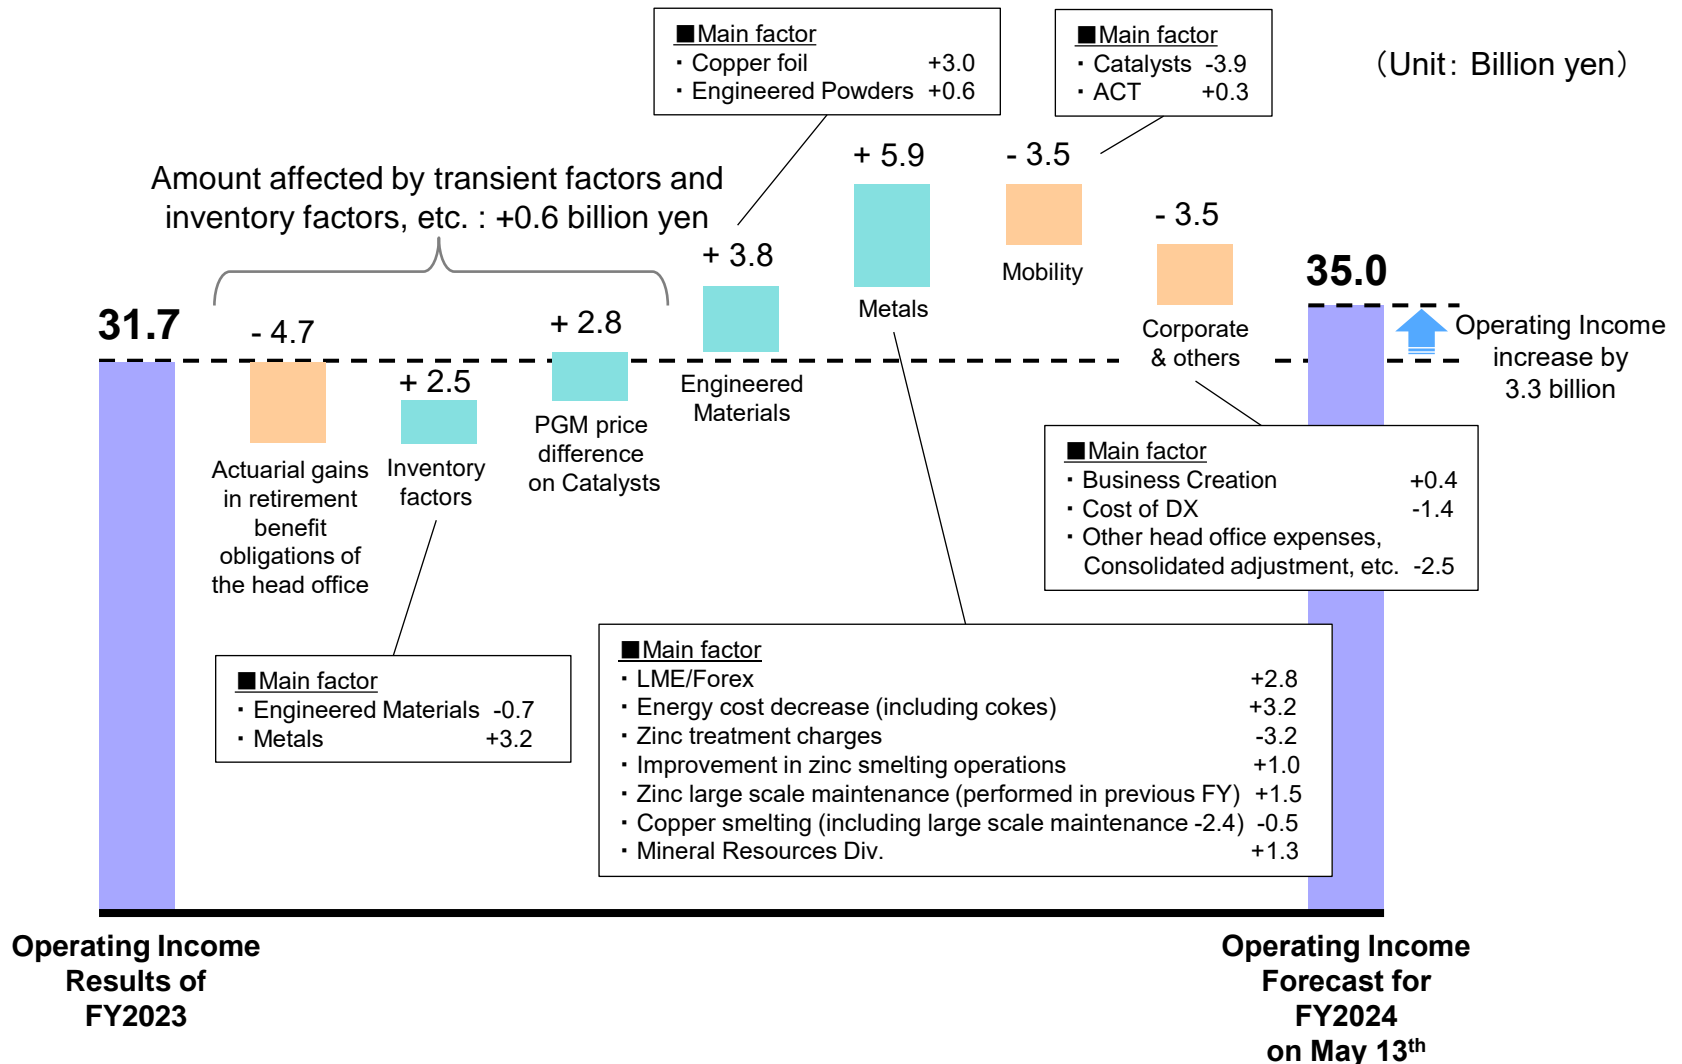 (Unit: Billion yen)
■Main factor
・Copper foil +3.0
・Engineered Powders +0.6
■Main factor
・Catalysts -3.9
・ACT +0.3
Amount affected by transient factors and
inventory factors, etc. : +0.6 billion yen
31.7
- 4.7
Actuarial gains
in retirement
benefit
obligations of
the head office
+ 2.5
Inventory
factors
+ 2.8
PGM price
difference
on Catalysts
+ 3.8
Engineered
Materials
+ 5.9
Metals
- 3.5
Mobility
- 3.5
Corporate
& others
35.0
Operating Income
increase by
3.3 billion
■Main factor
・Business Creation +0.4
・Cost of DX -1.4
・Other head office expenses,
Consolidated adjustment, etc. -2.5
■Main factor
・Engineered Materials -0.7
・Metals +3.2
■Main factor
・LME/Forex +2.8
・Energy cost decrease (including cokes) +3.2
・Zinc treatment charges -3.2
・Improvement in zinc smelting operations +1.0
・Zinc large scale maintenance (performed in previous FY) +1.5
・Copper smelting (including large scale maintenance -2.4) -0.5
・Mineral Resources Div. +1.3
Operating Income
Results of
FY2023
Operating Income
Forecast for
FY2024
on May 13th